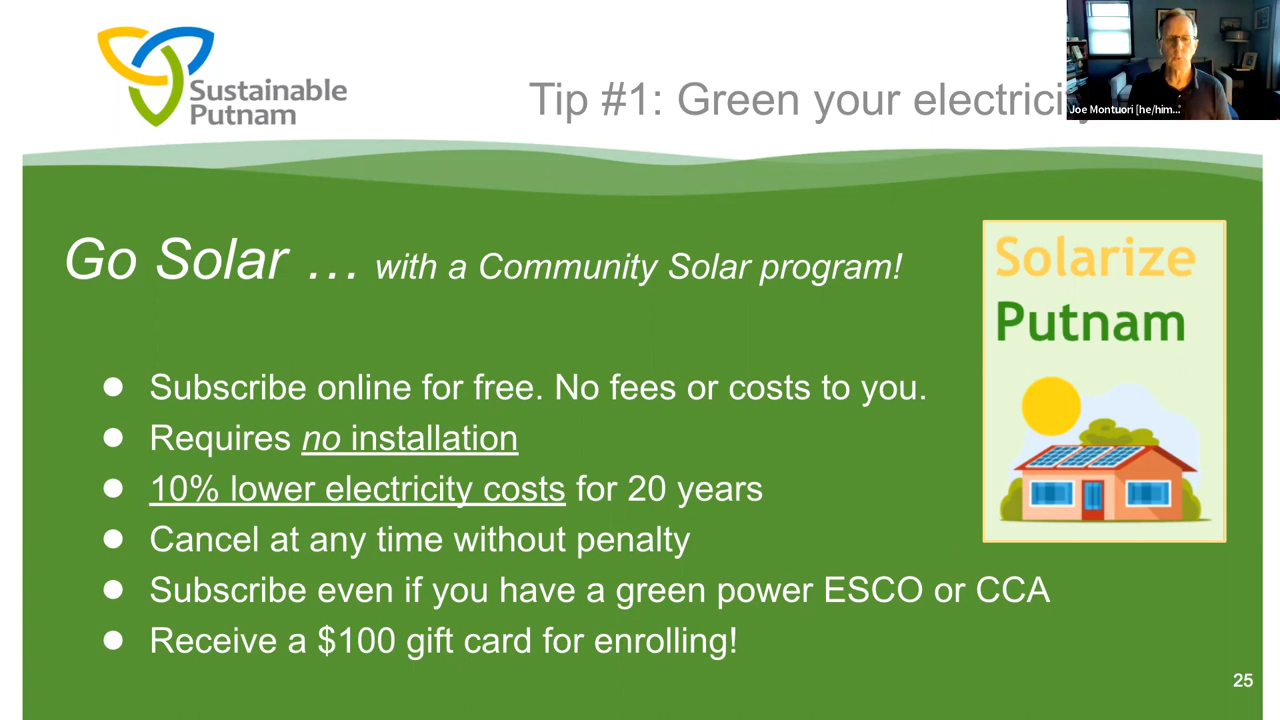 Sustainable
Putnam
Tip #1: Green your
Joe Montuori [he/him...
Go Solar … with a Community Solar program!
Solarize
Putnam
● Subscribe online for free. No fees or costs to you.
● Requires no installation
● 10% lower electricity costs for 20 years
● Cancel at any time without penalty
● Subscribe even if you have a green power ESCO or CCA
● Receive a $100 gift card for enrolling!
25